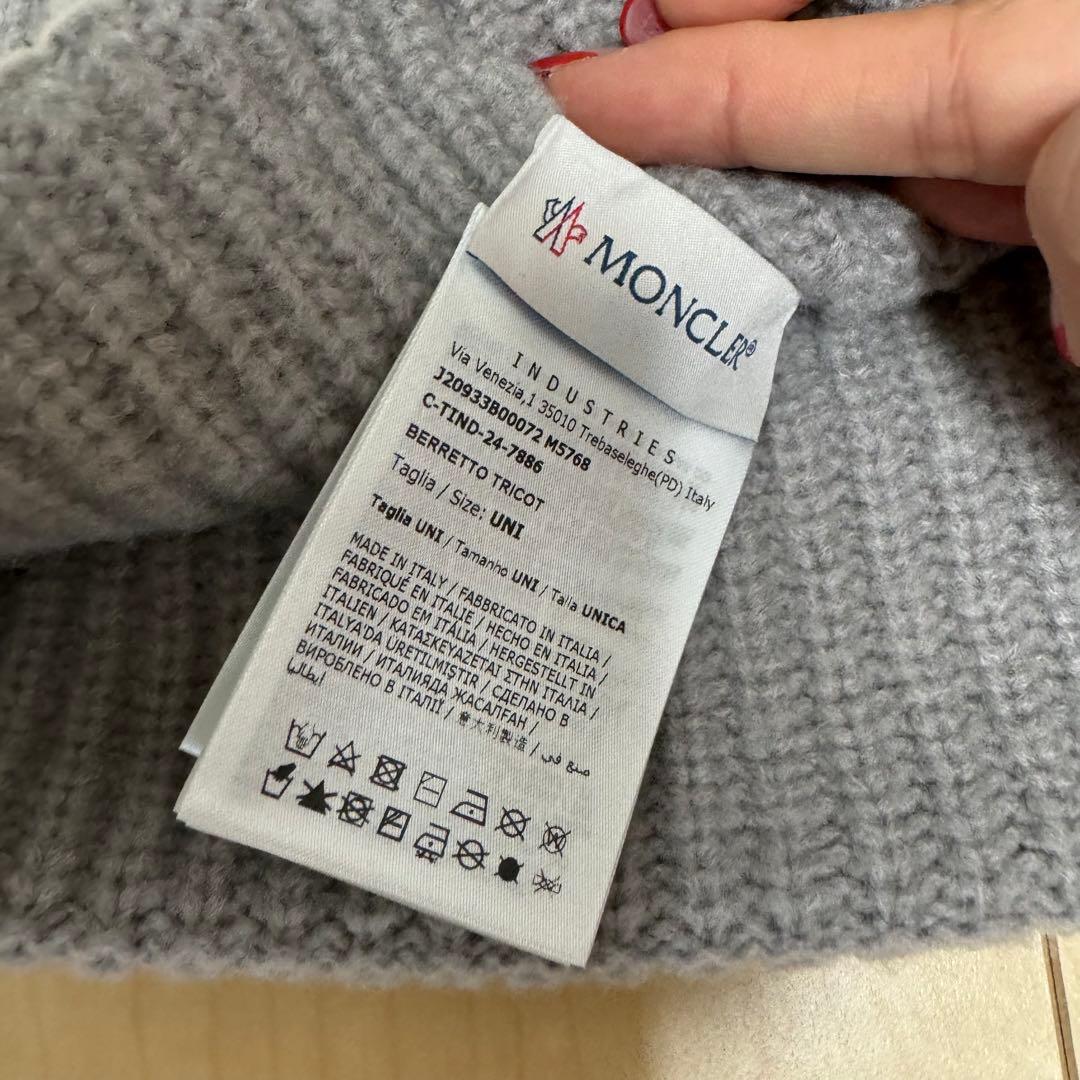 MONCLER®
INDUSTRIES
Via Venezia,1 35010 Trebaseleghe(PD) Italy
J20933B00072 M5768
C-TIND-24-7886
BERRETTO TRICOT
Taglia / Size: UNI
Taglia UNI / Tamanho UNI / Talla UNICA
MADE IN ITALY / FABBRICATO IN ITALIA /
FABRIQUÉ EN ITALIE / HECHO EN ITALIA /
FABRICADO EM ITÁLIA / HERGESTELLT IN
ITALIEN / ΚΑΤΑΣΚΕΥΑΖΕΤΑΙ ΣΤΗΝ ΙΤΑΛΙΑ /
ITALYA'DA ÜRETILMIŞTIR / СДЕЛАНО В
ИТАЛИИ / ИТАЛИЯДА ЖАСАЛҒАН /
ВИРОБЛЕНО В ІТАЛІЇ / 意大利製造 / صنع في
إيطاليا